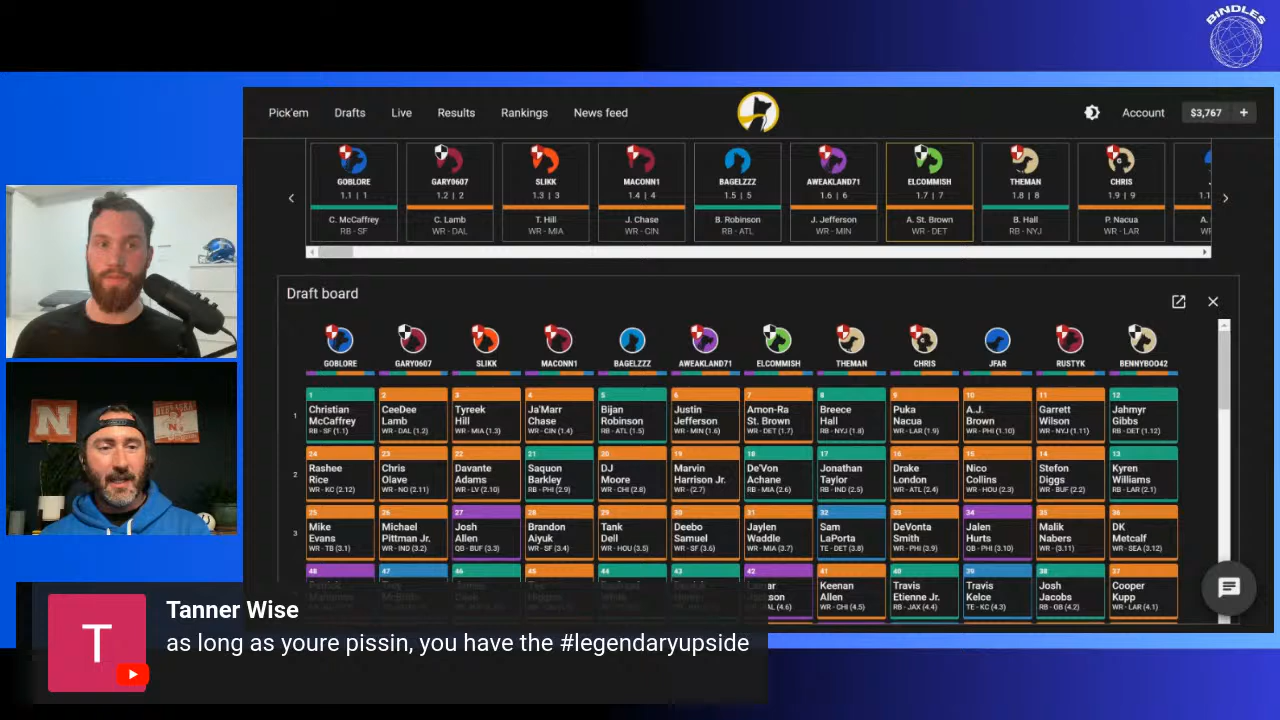 BINDLES
Pick'em Drafts Live Results Rankings News feed Account $3,767 +
GOBLORE GARY0607 SLIKK MACONN1 BAGELZZZ AWEAKLAND71 ELCOMMISH THEMAN CHRIS
1.1 | 1 1.2 | 2 1.3 | 3 1.4 | 4 1.5 | 5 1.6 | 6 1.7 | 7 1.8 | 8 1.9 | 9
C. McCaffrey C. Lamb T. Hill J. Chase B. Robinson J. Jefferson A. St. Brown B. Hall P. Nacua
RB - SF WR - DAL WR - MIA WR - CIN RB - ATL WR - MIN WR - DET RB - NYJ WR - LAR
Draft board
GOBLORE GARY0607 SLIKK MACONN1 BAGELZZZ AWEAKLAND71 ELCOMMISH THEMAN CHRIS JFAR RUSTYK BENNYBOO42
1 2 3 4 5 6 7 8 9 10 11 12
1 Christian CeeDee Tyreek Ja'Marr Bijan Justin Amon-Ra Breece Puka A.J. Garrett Jahmyr
McCaffrey Lamb Hill Chase Robinson Jefferson St. Brown Hall Nacua Brown Wilson Gibbs
RB - SF (1.1) WR - DAL (1.2) WR - MIA (1.3) WR - CIN (1.4) RB - ATL (1.5) WR - MIN (1.6) WR - DET (1.7) RB - NYJ (1.8) WR - LAR (1.9) WR - PHI (1.10) WR - NYJ (1.11) RB - DET (1.12)
24 23 22 21 20 19 18 17 16 15 14 13
2 Rashee Chris Davante Saquon DJ Marvin De'Von Jonathan Drake Nico Stefon Kyren
Rice Olave Adams Barkley Moore Harrison Jr. Achane Taylor London Collins Diggs Williams
WR - KC (2.12) WR - NO (2.11) WR - LV (2.10) RB - PHI (2.9) WR - CHI (2.8) WR - (2.7) RB - MIA (2.6) RB - IND (2.5) WR - ATL (2.4) WR - HOU (2.3) WR - BUF (2.2) RB - LAR (2.1)
25 26 27 28 29 30 31 32 33 34 35 36
3 Mike Michael Josh Brandon Tank Deebo Jaylen Sam DeVonta Jalen Malik DK
Evans Pittman Jr. Allen Aiyuk Dell Samuel Waddle LaPorta Smith Hurts Nabers Metcalf
WR - TB (3.1) WR - IND (3.2) QB - BUF (3.3) WR - SF (3.4) WR - HOU (3.5) WR - SF (3.6) WR - MIA (3.7) TE - DET (3.8) WR - PHI (3.9) QB - PHI (3.10) WR - (3.11) WR - SEA (3.12)
48 47 46 45 44 43 42 41 40 39 38 37
Keenan Travis Travis Josh Cooper
Allen Etienne Jr. Kelce Jacobs Kupp
WR - CHI (4.5) RB - JAX (4.4) TE - KC (4.3) RB - GB (4.2) WR - LAR (4.1)
N
NEBRASKA
T
Tanner Wise
as long as youre pissin, you have the #legendaryupside